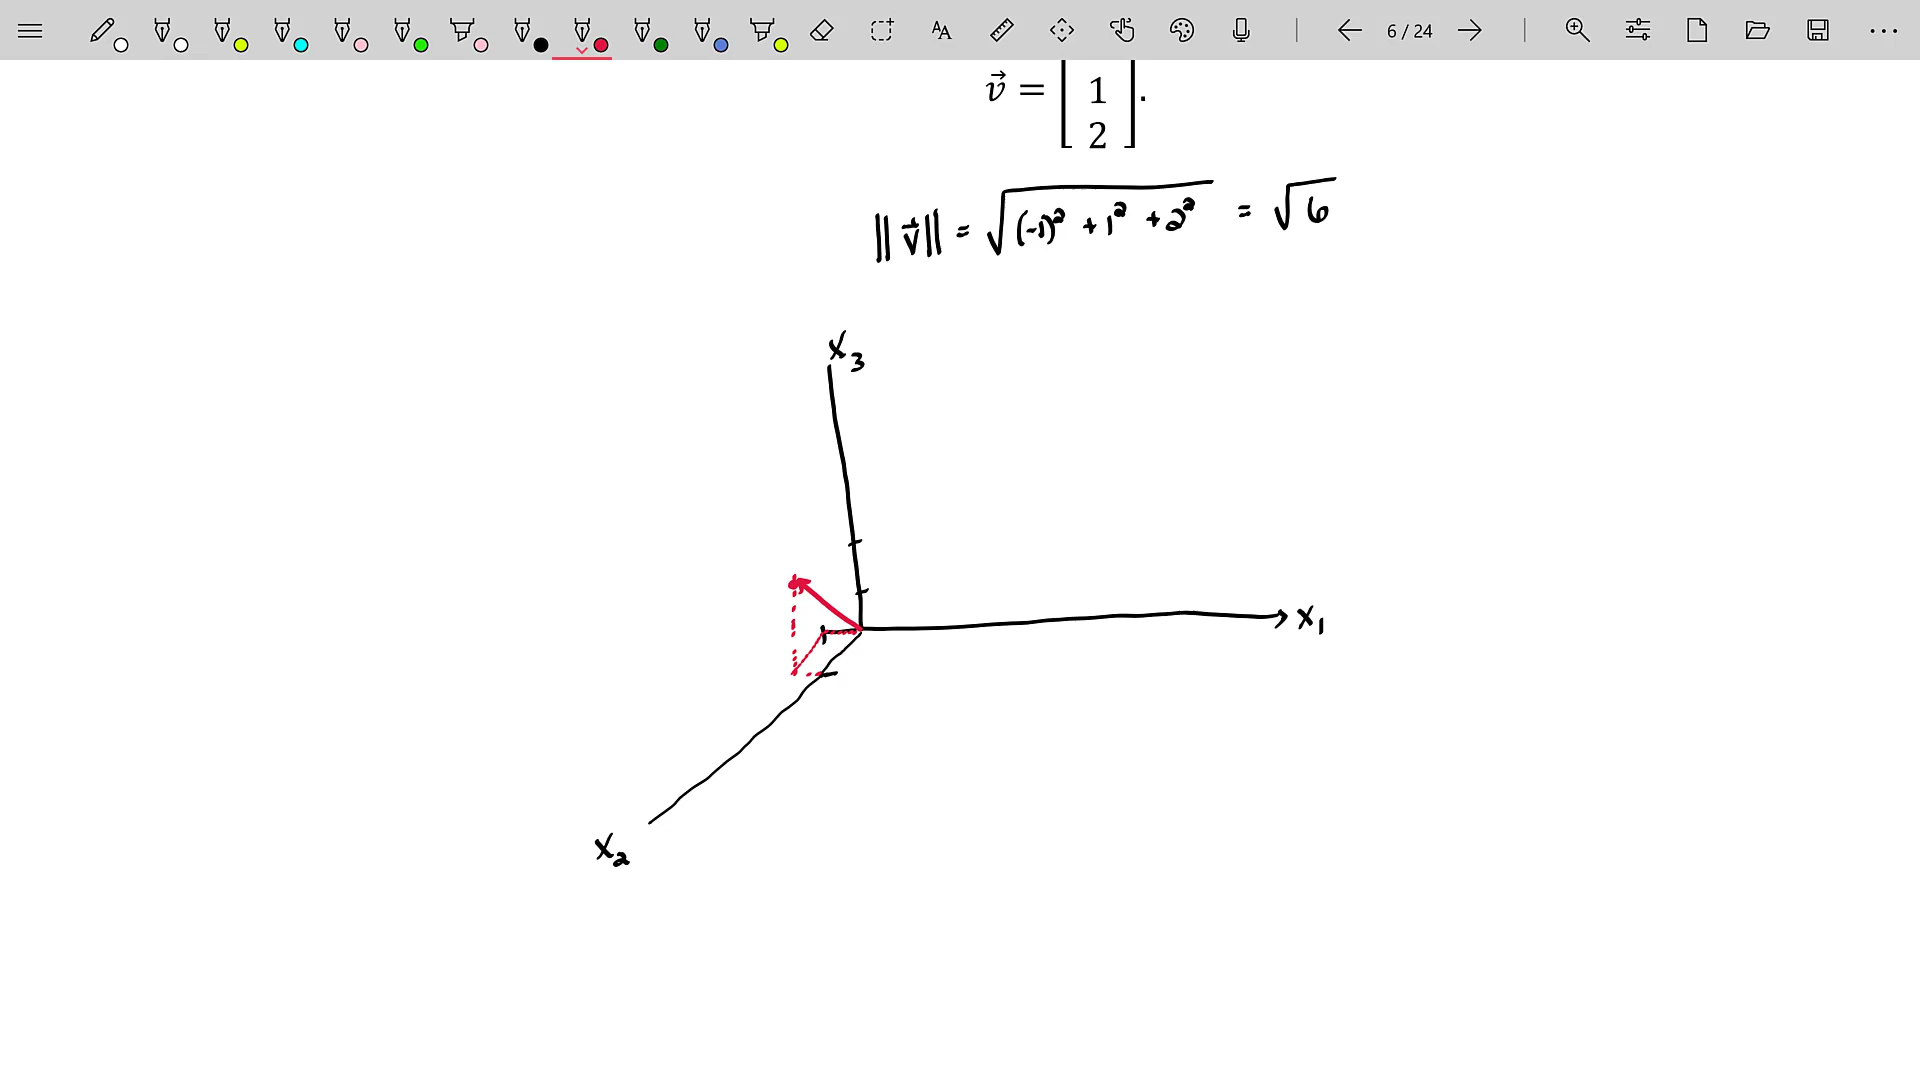 6 / 24
v⃗ = [ 1
2 ].
||v⃗|| = √((-1)² + 1² + 2²) = √6
x₃
x₁
x₂